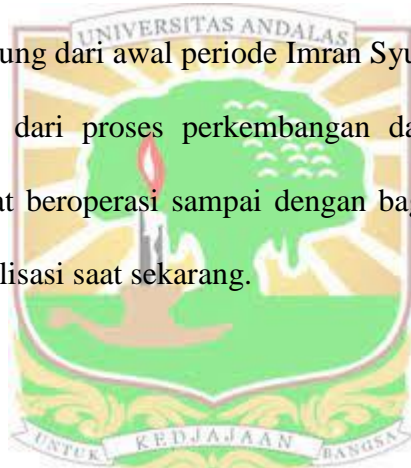 UNIVERSITAS ANDALAS
ung dari awal periode Imran Syu
dari proses perkembangan da
at beroperasi sampai dengan bag
lisasi saat sekarang.
UNTUK KEDJAJAAN BANGSA